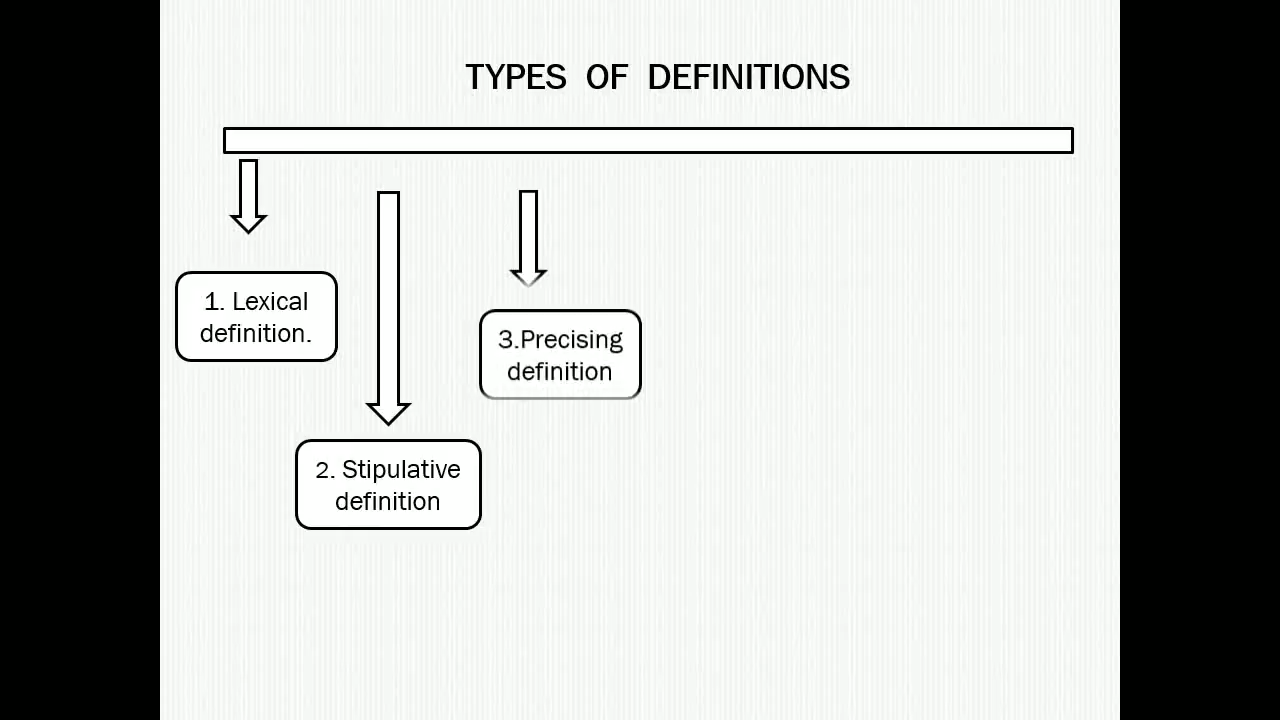 TYPES OF DEFINITIONS
1. Lexical
definition.
2. Stipulative
definition
3.Precising
definition